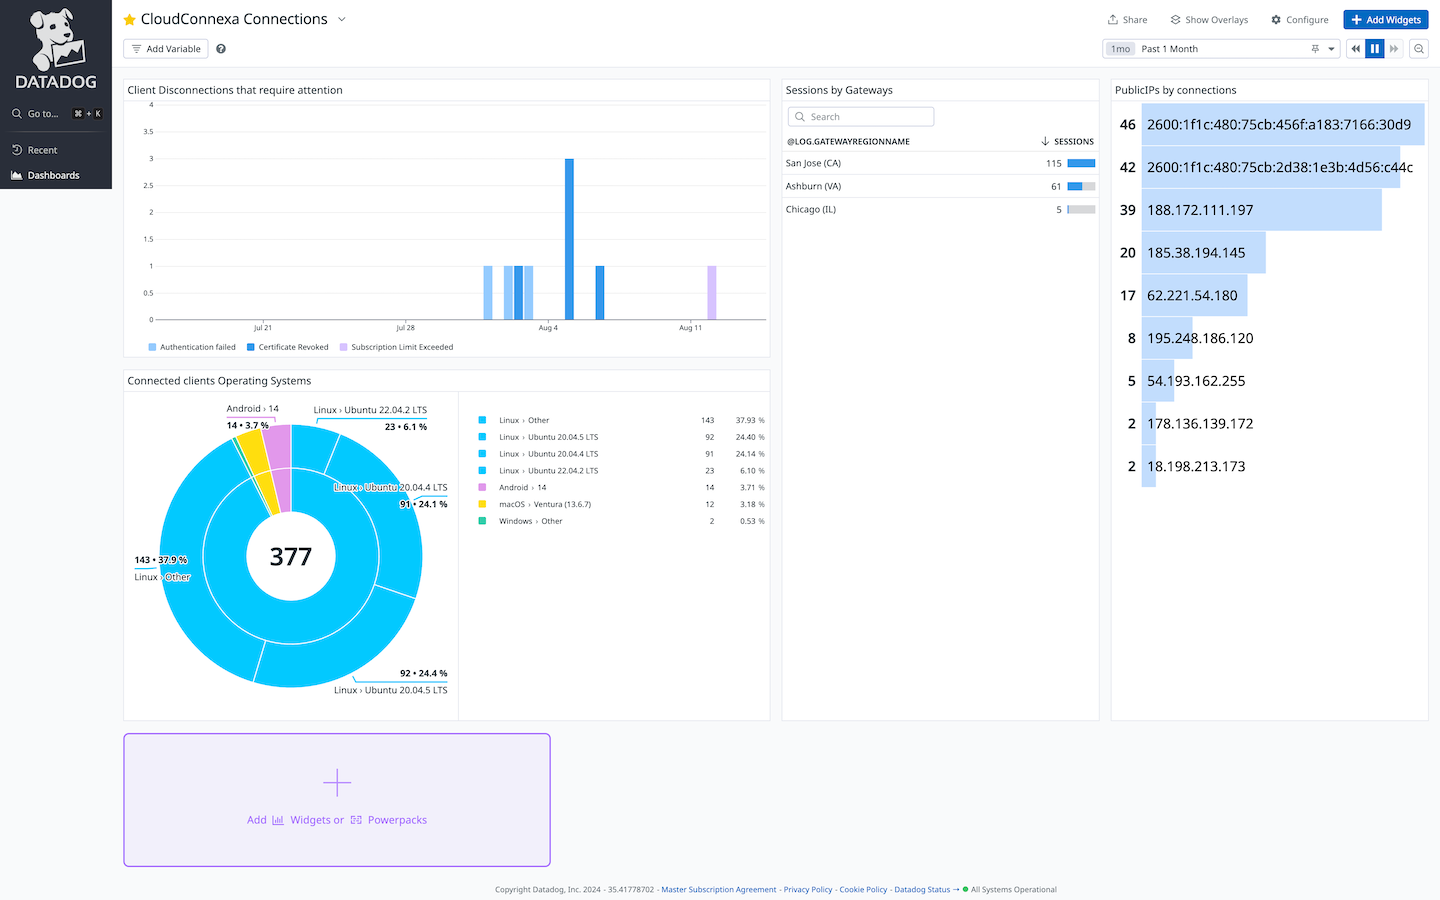 DATADOG
Go to... ⌘ + K
Recent
Dashboards
CloudConnexa Connections
Share Show Overlays Configure + Add Widgets
Add Variable ?
1mo Past 1 Month
Client Disconnections that require attention
4
3.5
3
2.5
2
1.5
1
0.5
0
Jul 21 Jul 28 Aug 4 Aug 11
Authentication failed Certificate Revoked Subscription Limit Exceeded
Sessions by Gateways
Search
@LOG.GATEWAYREGIONNAME ↓ SESSIONS
San Jose (CA) 115
Ashburn (VA) 61
Chicago (IL) 5
PublicIPs by connections
46 2600:1f1c:480:75cb:456f:a183:7166:30d9
42 2600:1f1c:480:75cb:2d38:1e3b:4d56:c44c
39 188.172.111.197
20 185.38.194.145
17 62.221.54.180
8 195.248.186.120
5 54.193.162.255
2 178.136.139.172
2 18.198.213.173
Connected clients Operating Systems
Android › 14
14 • 3.7 %
Linux › Ubuntu 22.04.2 LTS
23 • 6.1 %
Linux › Ubuntu 20.04.4 LTS
91 • 24.1 %
377
143 • 37.9 %
Linux › Other
92 • 24.4 %
Linux › Ubuntu 20.04.5 LTS
Linux › Other 143 37.93 %
Linux › Ubuntu 20.04.5 LTS 92 24.40 %
Linux › Ubuntu 20.04.4 LTS 91 24.14 %
Linux › Ubuntu 22.04.2 LTS 23 6.10 %
Android › 14 14 3.71 %
macOS › Ventura (13.6.7) 12 3.18 %
Windows › Other 2 0.53 %
Add Widgets or Powerpacks
Copyright Datadog, Inc. 2024 - 35.41778702 - Master Subscription Agreement - Privacy Policy - Cookie Policy - Datadog Status → All Systems Operational